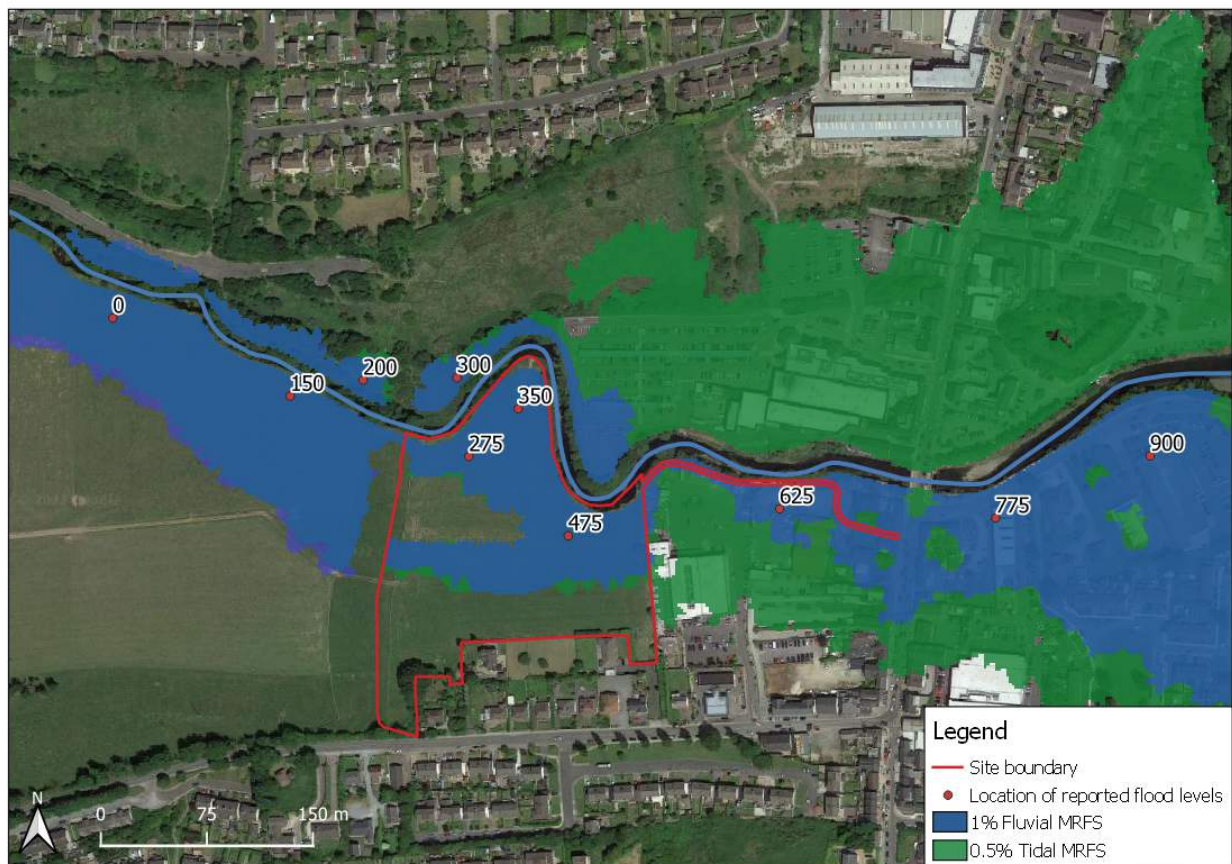 0
150
200
300
350
275
475
625
775
900
N
0 75 150 m
Legend
Site boundary
Location of reported flood levels
1% Fluvial MRFS
0.5% Tidal MRFS